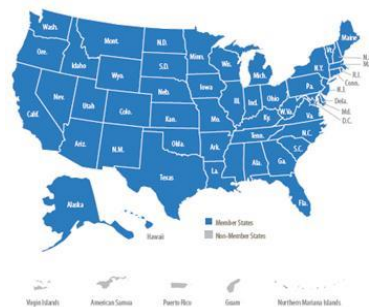 Wash.
Mont.
N.D.
Minn.
Maine
Vt.
Ore.
Idaho
S.D.
Wis.
Mich.
N.Y.
R.I.
Conn.
Wyo.
Neb.
Iowa
Pa.
N.J.
Nev.
Utah
Colo.
Ill.
Ind.
Ohio
Dela.
Md.
D.C.
Calif.
Kan.
Mo.
Ky.
W.Va.
Va.
Tenn.
N.C.
Ariz.
N.M.
Okla.
Ark.
S.C.
Texas
La.
Ala.
Ga.
Fla.
Alaska
Hawaii
Member States
Non-Member States
Virgin Islands
American Samoa
Puerto Rico
Guam
Northern Mariana Islands